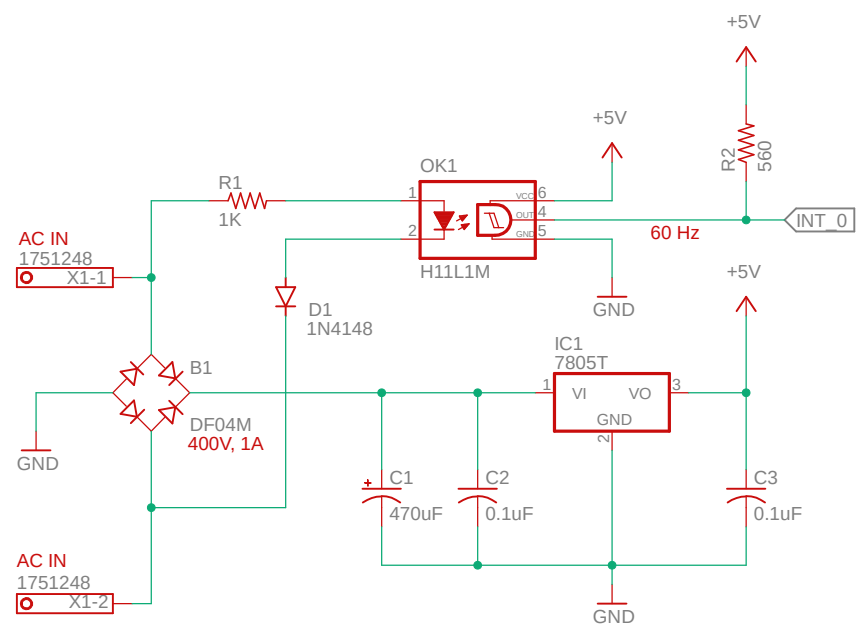 +5V
+5V
R2
560
OK1
R1
1K
1
2
VCC
6
OUT
4
GND
5
INT_0
60 Hz
H11L1M
GND
AC IN
1751248
X1-1
D1
1N4148
+5V
IC1
7805T
B1
1
VI
VO
3
GND
2
DF04M
400V, 1A
GND
+
C1
470uF
C2
0.1uF
C3
0.1uF
AC IN
1751248
X1-2
GND